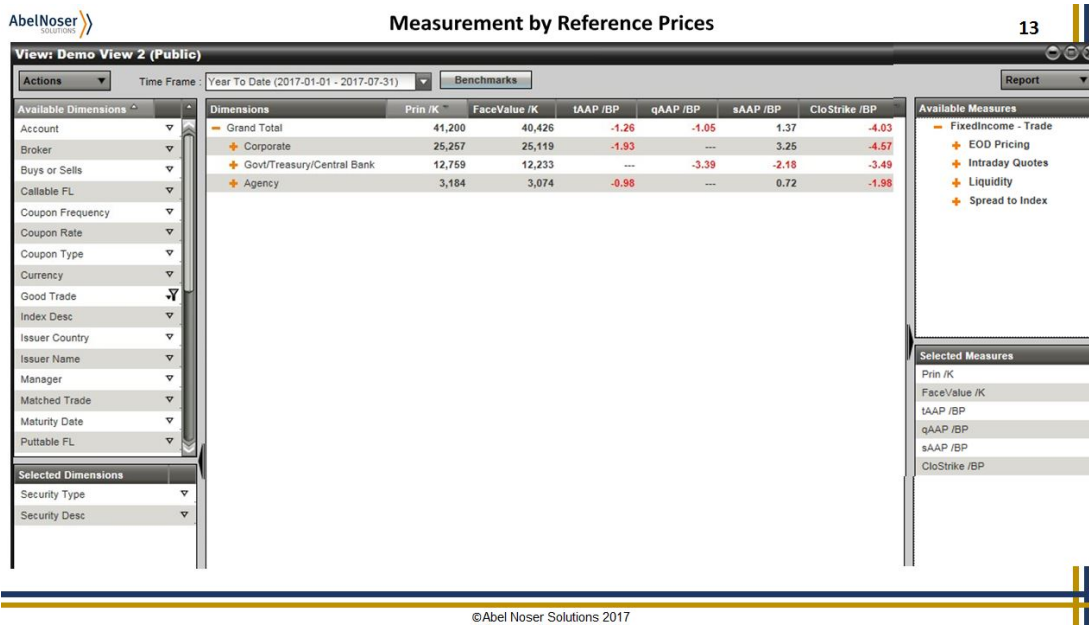 AbelNoser
SOLUTIONS
Measurement by Reference Prices
13
View: Demo View 2 (Public)
Actions
Time Frame : Year To Date (2017-01-01 - 2017-07-31)
Benchmarks
Report
Available Dimensions
Account
Broker
Buys or Sells
Callable FL
Coupon Frequency
Coupon Rate
Coupon Type
Currency
Good Trade
Index Desc
Issuer Country
Issuer Name
Manager
Matched Trade
Maturity Date
Puttable FL
Selected Dimensions
Security Type
Security Desc
Dimensions Prin /K FaceValue /K tAAP /BP qAAP /BP sAAP /BP CloStrike /BP
Grand Total 41,200 40,426 -1.26 -1.05 1.37 -4.03
Corporate 25,257 25,119 -1.93 --- 3.25 -4.57
Govt/Treasury/Central Bank 12,759 12,233 --- -3.39 -2.18 -3.49
Agency 3,184 3,074 -0.98 --- 0.72 -1.98
Available Measures
FixedIncome - Trade
EOD Pricing
Intraday Quotes
Liquidity
Spread to Index
Selected Measures
Prin /K
FaceValue /K
tAAP /BP
qAAP /BP
sAAP /BP
CloStrike /BP
©Abel Noser Solutions 2017